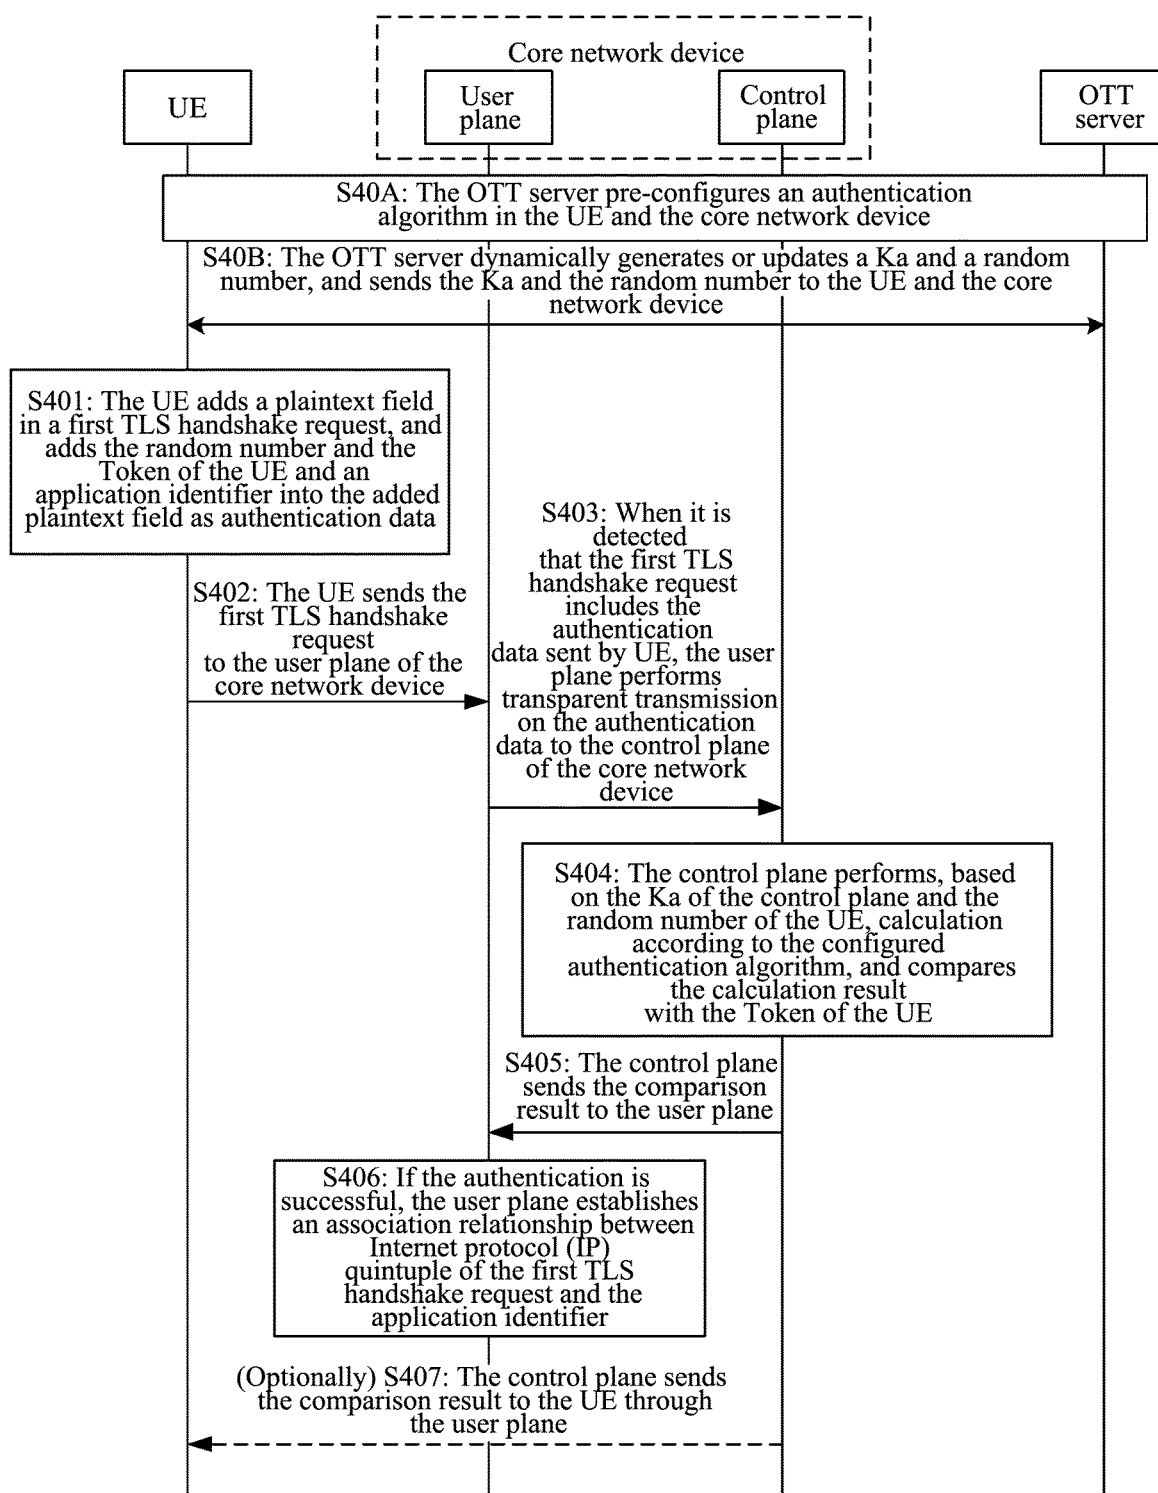 Core network device
UE
User
plane
Control
plane
OTT
server
S40A: The OTT server pre-configures an authentication
algorithm in the UE and the core network device
S40B: The OTT server dynamically generates or updates a Ka and a random
number, and sends the Ka and the random number to the UE and the core
network device
S401: The UE adds a plaintext field
in a first TLS handshake request, and
adds the random number and the
Token of the UE and an
application identifier into the added
plaintext field as authentication data
S402: The UE sends the
first TLS handshake
request
to the user plane of the
core network device
S403: When it is
detected
that the first TLS
handshake request
includes the
authentication
data sent by UE, the user
plane performs
transparent transmission
on the authentication
data to the control plane
of the core network
device
S404: The control plane performs, based
on the Ka of the control plane and the
random number of the UE, calculation
according to the configured
authentication algorithm, and compares
the calculation result
with the Token of the UE
S405: The control plane
sends the comparison
result to the user plane
S406: If the authentication is
successful, the user plane establishes
an association relationship between
Internet protocol (IP)
quintuple of the first TLS
handshake request and the
application identifier
(Optionally) S407: The control plane sends
the comparison result to the UE through
the user plane